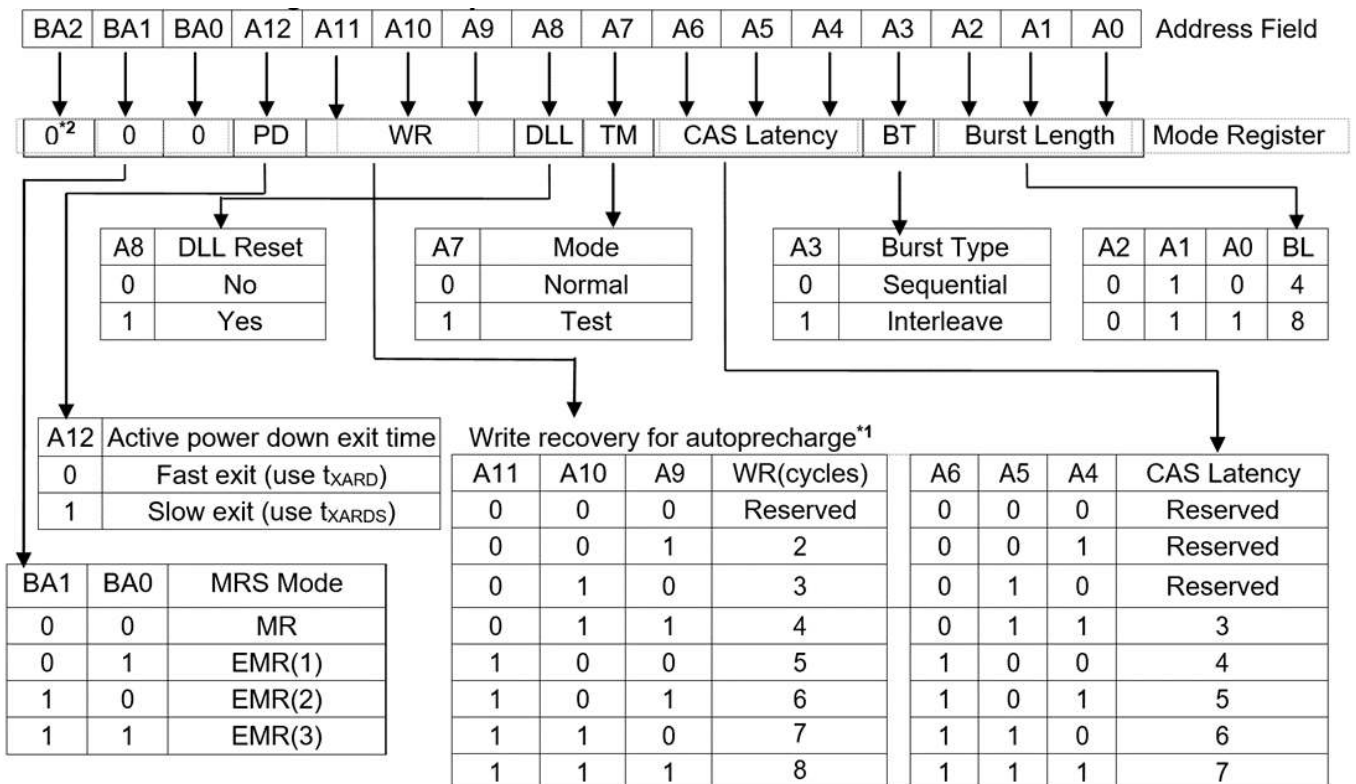 BA2 BA1 BA0 A12 A11 A10 A9 A8 A7 A6 A5 A4 A3 A2 A1 A0 Address Field
0*2 0 0 PD WR DLL TM CAS Latency BT Burst Length Mode Register
A8 DLL Reset
0 No
1 Yes
A7 Mode
0 Normal
1 Test
A3 Burst Type
0 Sequential
1 Interleave
A2 A1 A0 BL
0 1 0 4
0 1 1 8
A12 Active power down exit time
0 Fast exit (use tXARD)
1 Slow exit (use tXARDS)
BA1 BA0 MRS Mode
0 0 MR
0 1 EMR(1)
1 0 EMR(2)
1 1 EMR(3)
Write recovery for autoprecharge*1
A11 A10 A9 WR(cycles)
0 0 0 Reserved
0 0 1 2
0 1 0 3
0 1 1 4
1 0 0 5
1 0 1 6
1 1 0 7
1 1 1 8
A6 A5 A4 CAS Latency
0 0 0 Reserved
0 0 1 Reserved
0 1 0 Reserved
0 1 1 3
1 0 0 4
1 0 1 5
1 1 0 6
1 1 1 7